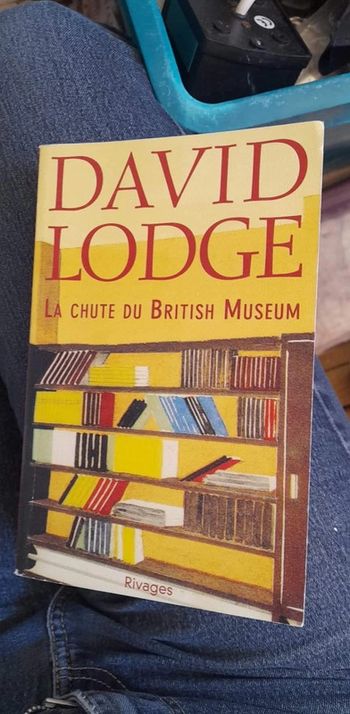 DAVID
LODGE
LA CHUTE DU BRITISH MUSEUM
Rivages